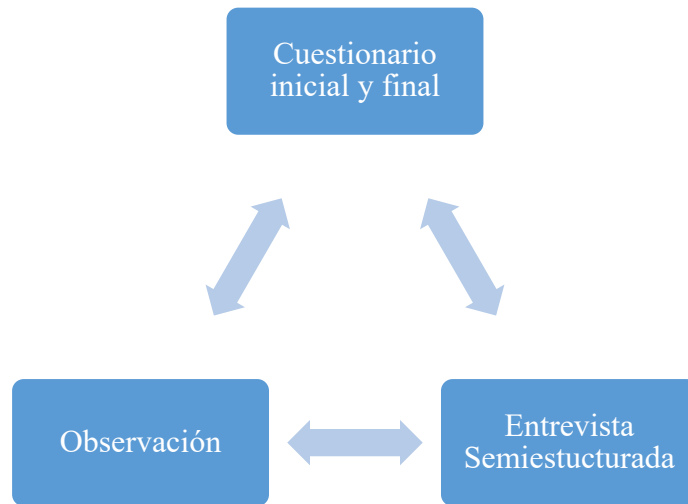 Cuestionario
inicial y final
Observación
Entrevista
Semiestucturada